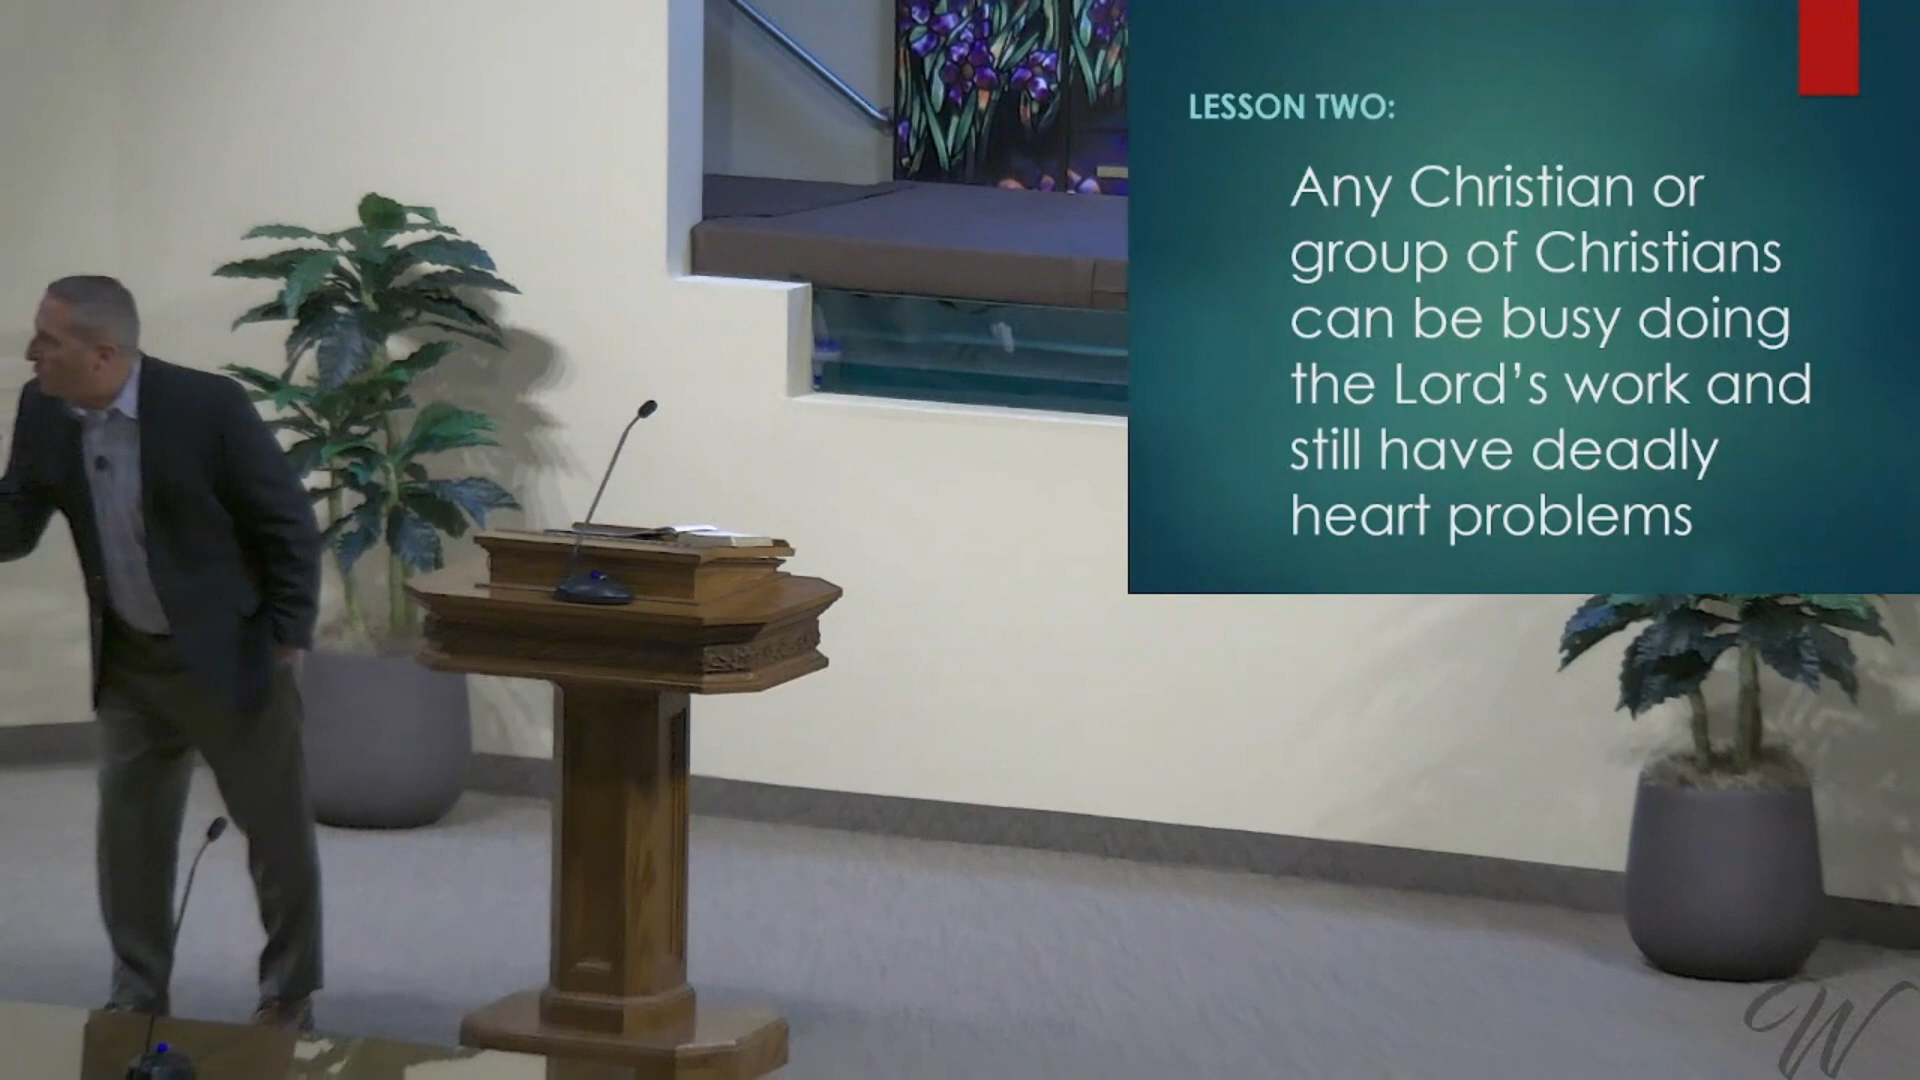 LESSON TWO:
Any Christian or
group of Christians
can be busy doing
the Lord's work and
still have deadly
heart problems
W